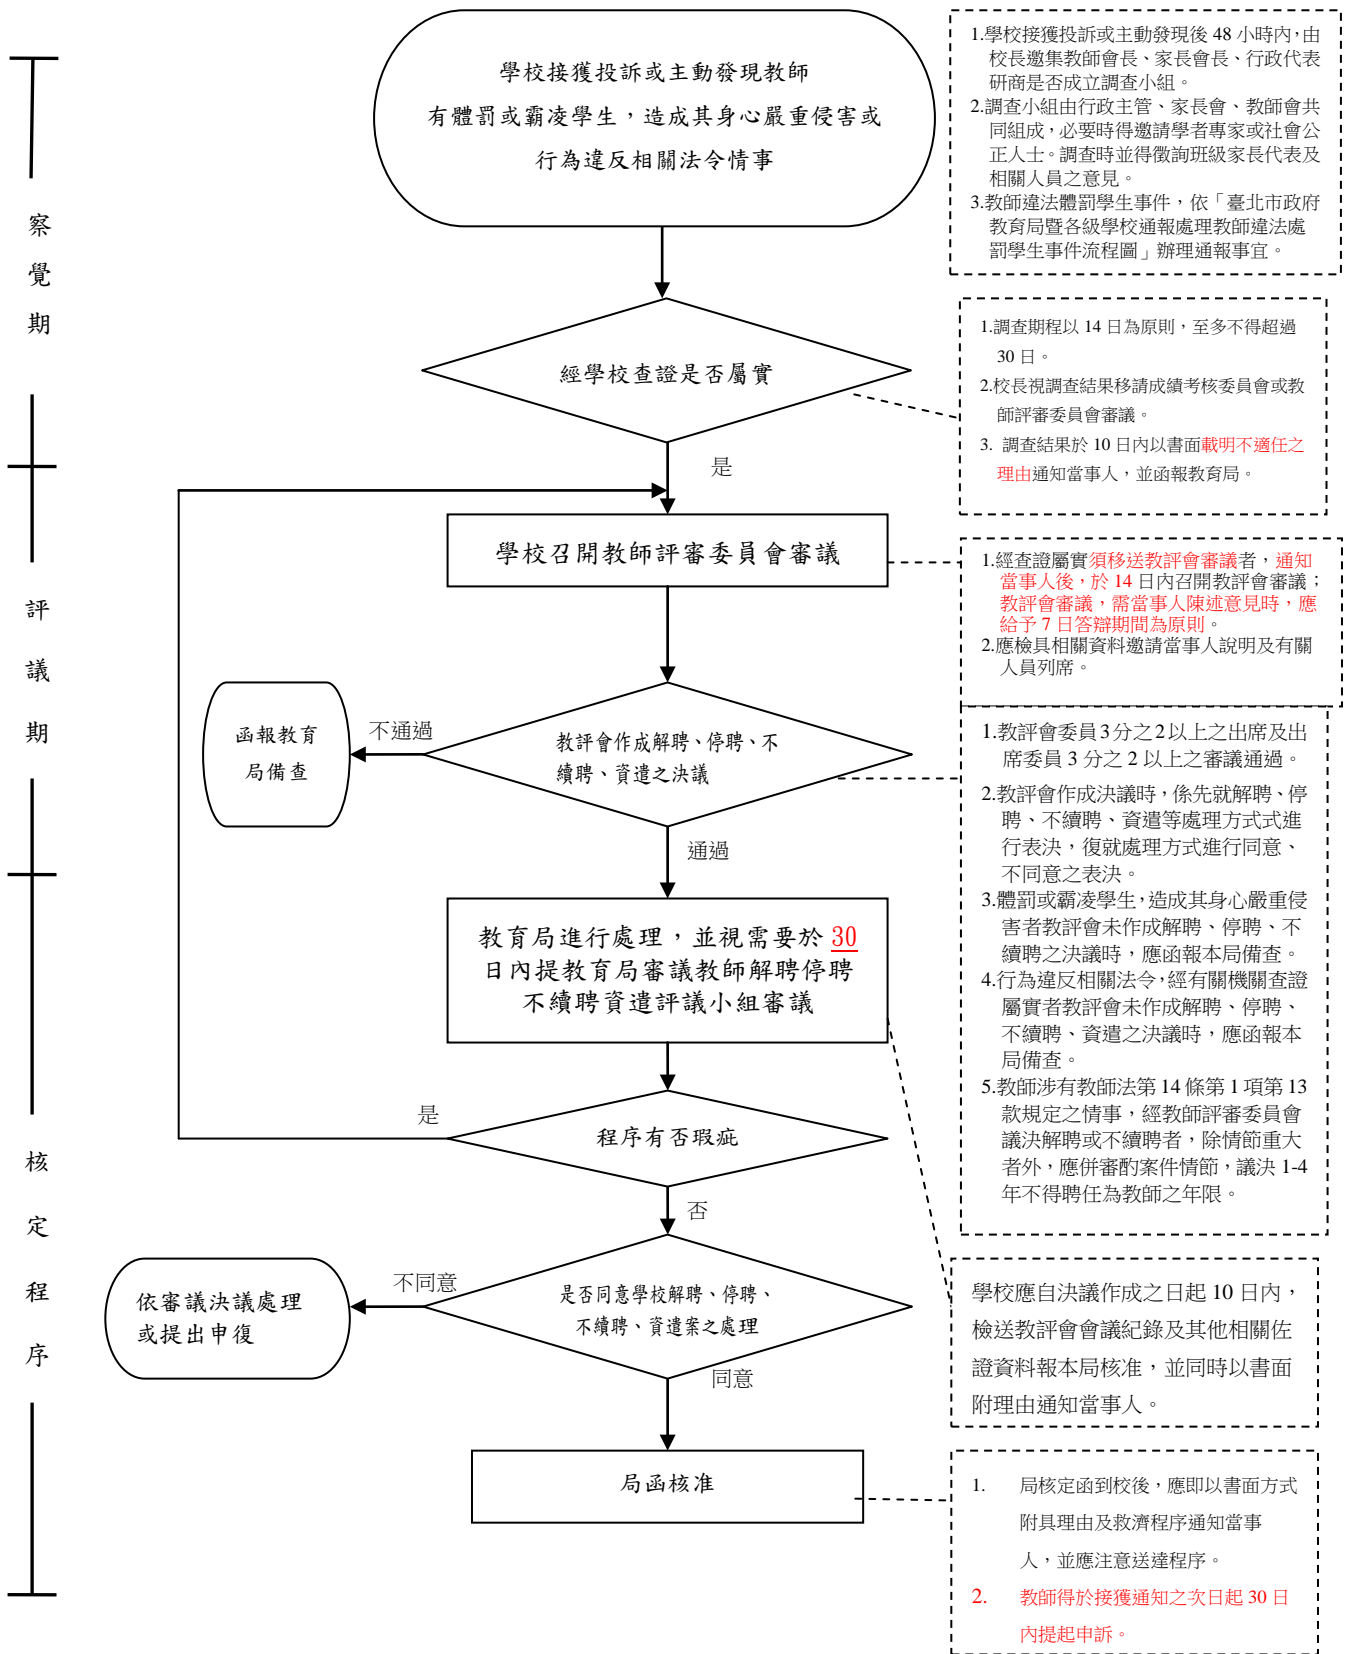 學校接獲投訴或主動發現教師
有體罰或霸凌學生，造成其身心嚴重侵害或
行為違反相關法令情事
1.學校接獲投訴或主動發現後 48 小時內，由
校長邀集教師會長、家長會長、行政代表
研商是否成立調查小組。
2.調查小組由行政主管、家長會、教師會共
同組成，必要時得邀請學者專家或社會公
正人士。調查時並得徵詢班級家長代表及
相關人員之意見。
3.教師違法體罰學生事件，依「臺北市政府
教育局暨各級學校通報處理教師違法處
罰學生事件流程圖」辦理通報事宜。
察
覺
期
經學校查證是否屬實
1.調查期程以 14 日為原則，至多不得超過
30 日。
2.校長視調查結果移請成績考核委員會或教
師評審委員會審議。
3. 調查結果於 10 日內以書面載明不適任之
理由通知當事人，並函報教育局。
是
學校召開教師評審委員會審議
1.經查證屬實須移送教評會審議者，通知
當事人後，於 14 日內召開教評會審議；
教評會審議，需當事人陳述意見時，應
給予 7 日答辯期間為原則。
2.應檢具相關資料邀請當事人說明及有關
人員列席。
評
議
期
教評會作成解聘、停聘、不
續聘、資遣之決議
不通過
函報教育
局備查
通過
1.教評會委員 3 分之 2 以上之出席及出
席委員 3 分之 2 以上之審議通過。
2.教評會作成決議時，係先就解聘、停
聘、不續聘、資遣等處理方式式進
行表決，復就處理方式進行同意、
不同意之表決。
3.體罰或霸凌學生，造成其身心嚴重侵
害者教評會未作成解聘、停聘、不
續聘之決議時，應函報本局備查。
4.行為違反相關法令，經有關機關查證
屬實者教評會未作成解聘、停聘、
不續聘、資遣之決議時，應函報本
局備查。
5.教師涉有教師法第 14 條第 1 項第 13
款規定之情事，經教師評審委員會
議決解聘或不續聘者，除情節重大
者外，應併審酌案件情節，議決 1-4
年不得聘任為教師之年限。
教育局進行處理，並視需要於 30
日內提教育局審議教師解聘停聘
不續聘資遣評議小組審議
程序有否瑕疵
是
否
核
定
程
序
是否同意學校解聘、停聘、
不續聘、資遣案之處理
不同意
依審議決議處理
或提出申復
同意
學校應自決議作成之日起 10 日內，
檢送教評會會議紀錄及其他相關佐
證資料報本局核准，並同時以書面
附理由通知當事人。
局函核准
1. 局核定函到校後，應即以書面方式
附具理由及救濟程序通知當事
人，並應注意送達程序。
2. 教師得於接獲通知之次日起 30 日
內提起申訴。